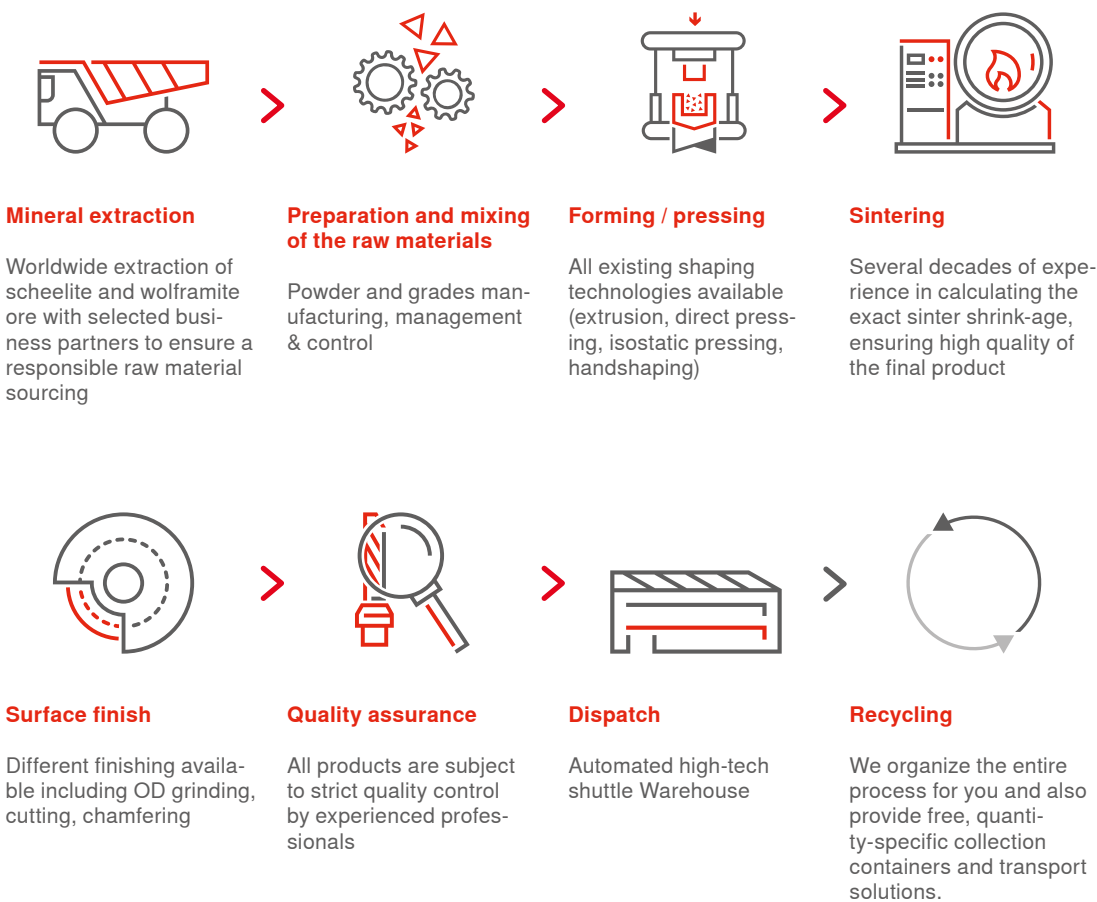 Mineral extraction
Worldwide extraction of
scheelite and wolframite
ore with selected busi-
ness partners to ensure a
responsible raw material
sourcing
Preparation and mixing
of the raw materials
Powder and grades man-
ufacturing, management
& control
Forming / pressing
All existing shaping
technologies available
(extrusion, direct press-
ing, isostatic pressing,
handshaping)
Sintering
Several decades of expe-
rience in calculating the
exact sinter shrink-age,
ensuring high quality of
the final product
Surface finish
Different finishing availa-
ble including OD grinding,
cutting, chamfering
Quality assurance
All products are subject
to strict quality control
by experienced profes-
sionals
Dispatch
Automated high-tech
shuttle Warehouse
Recycling
We organize the entire
process for you and also
provide free, quanti-
ty-specific collection
containers and transport
solutions.